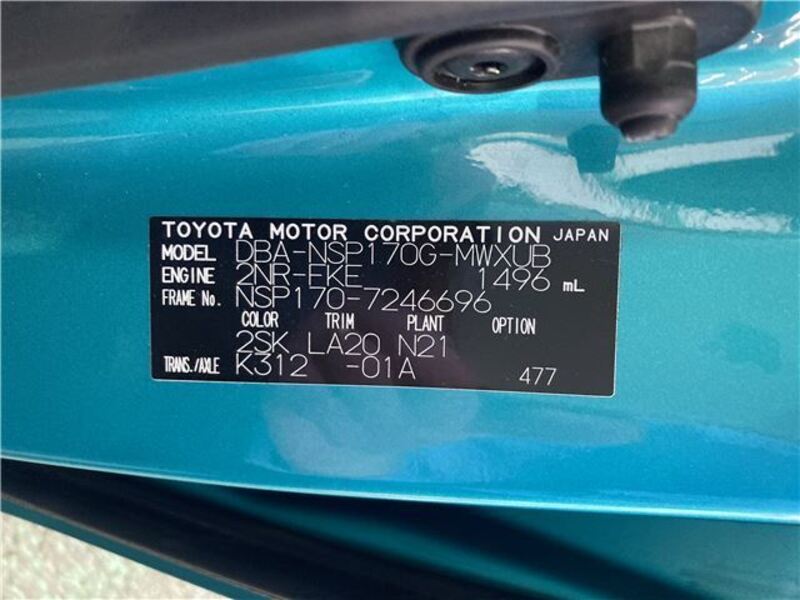 TOYOTA MOTOR CORPORATION JAPAN
MODEL DBA-NSP170G-MWXUB
ENGINE 2NR-FKE 1496 mL
FRAME No. NSP170-7246696
COLOR TRIM PLANT OPTION
2SK LA20 N21
TRANS./AXLE K312 -01A 477